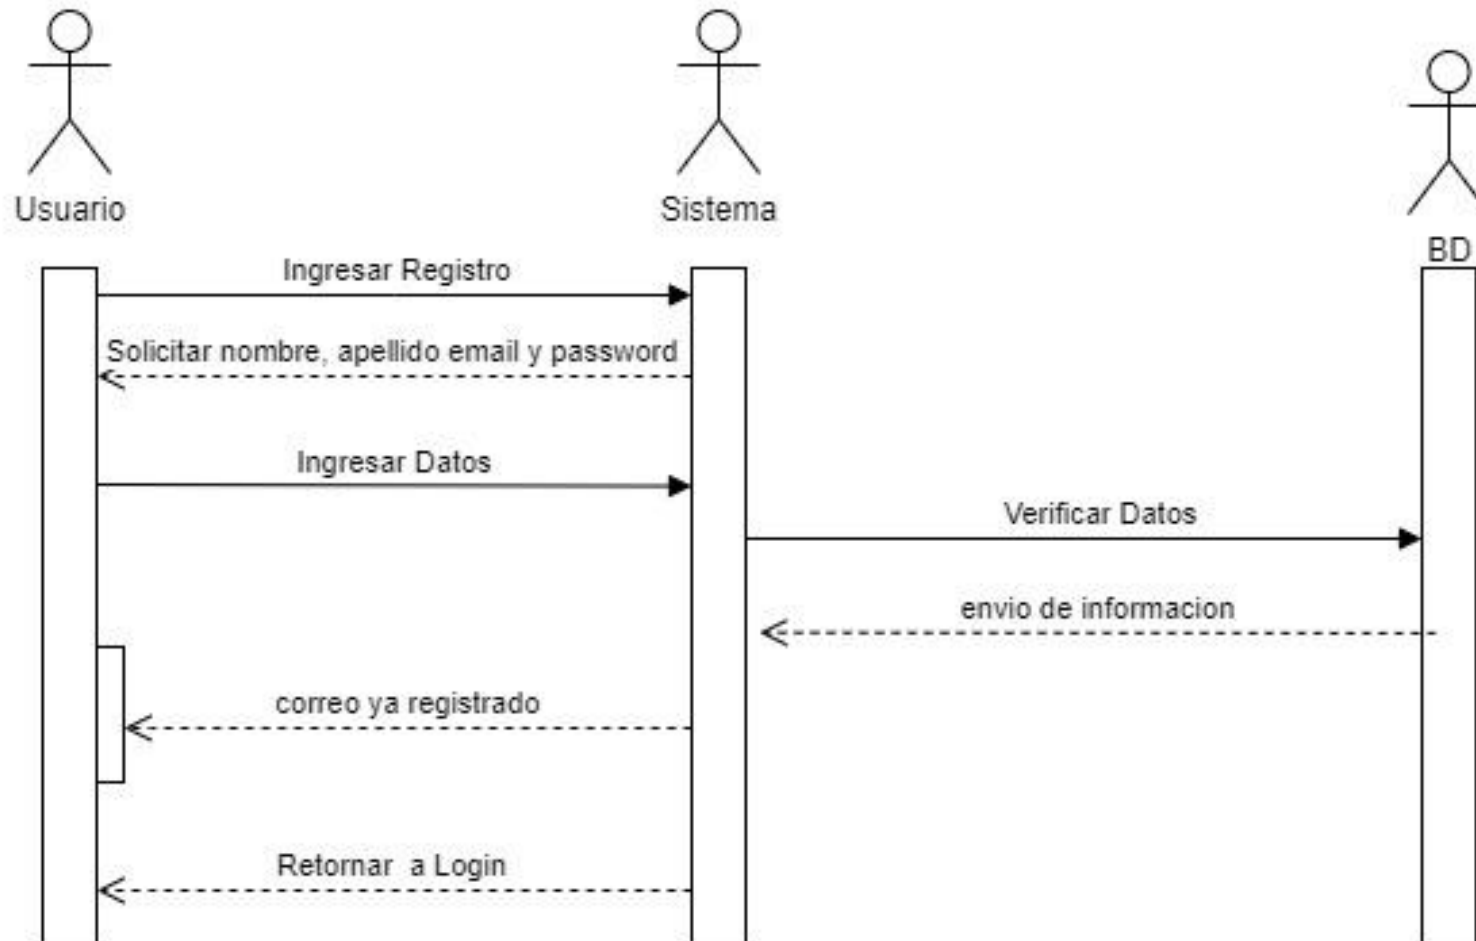 Usuario
Sistema
BD
Ingresar Registro
Solicitar nombre, apellido email y password
Ingresar Datos
Verificar Datos
envio de informacion
correo ya registrado
Retornar a Login